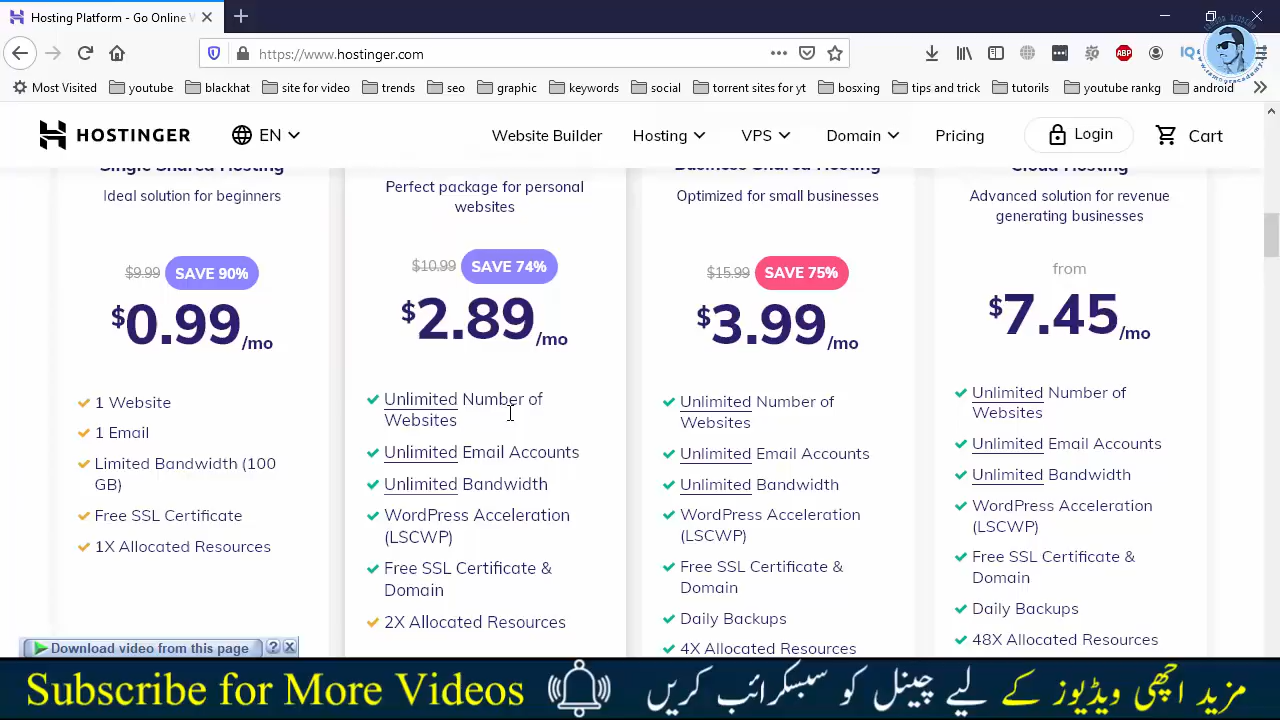 Hosting Platform - Go Online W
https://www.hostinger.com
ABP
IQ
Most Visited
youtube
blackhat
site for video
trends
seo
graphic
keywords
social
torrent sites for yt
bosxing
tips and trick
tutorils
youtube rankg
android
HOSTINGER
EN
Website Builder
Hosting
VPS
Domain
Pricing
Login
Cart
Single Shared Hosting
Ideal solution for beginners
$9.99 SAVE 90%
$0.99/mo
1 Website
1 Email
Limited Bandwidth (100
GB)
Free SSL Certificate
1X Allocated Resources
Perfect package for personal
websites
$10.99 SAVE 74%
$2.89/mo
Unlimited Number of
Websites
Unlimited Email Accounts
Unlimited Bandwidth
WordPress Acceleration
(LSCWP)
Free SSL Certificate &
Domain
2X Allocated Resources
Business Shared Hosting
Optimized for small businesses
$15.99 SAVE 75%
$3.99/mo
Unlimited Number of
Websites
Unlimited Email Accounts
Unlimited Bandwidth
WordPress Acceleration
(LSCWP)
Free SSL Certificate &
Domain
Daily Backups
4X Allocated Resources
Cloud Hosting
Advanced solution for revenue
generating businesses
from
$7.45/mo
Unlimited Number of
Websites
Unlimited Email Accounts
Unlimited Bandwidth
WordPress Acceleration
(LSCWP)
Free SSL Certificate &
Domain
Daily Backups
48X Allocated Resources
Download video from this page
?
Subscribe for More Videos
مزید اچھی ویڈیوز کے لیے چینل کو سبسکرائب کریں